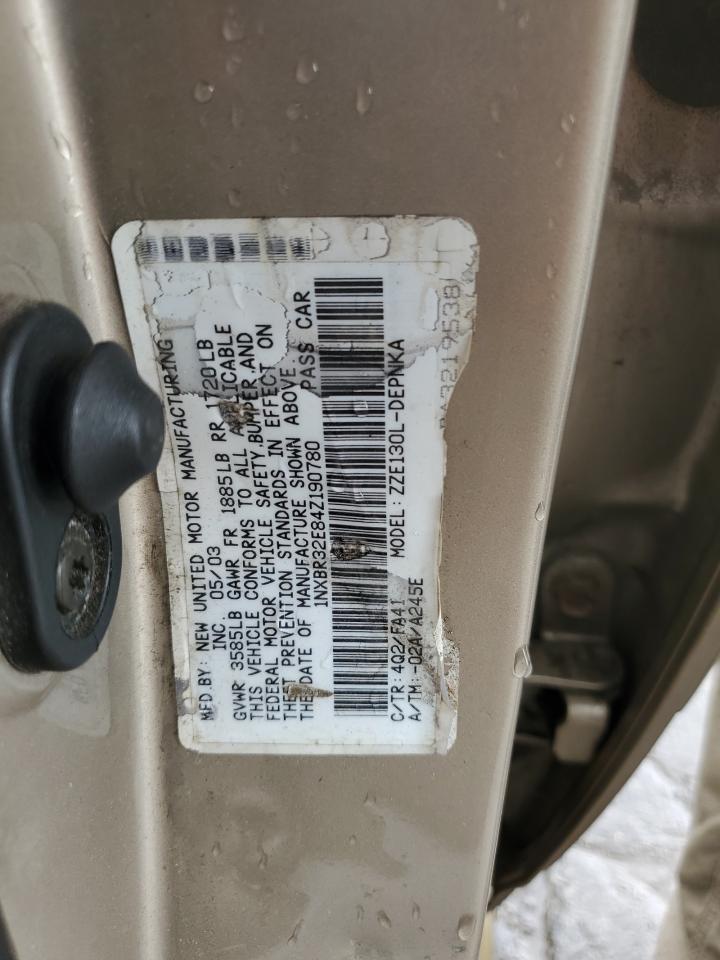 MFD.BY: NEW UNITED MOTOR MANUFACTURING
INC. 05/03
GVWR 3585LB GAWR FR 1885LB RR 1720LB
THIS VEHICLE CONFORMS TO ALL APPLICABLE
FEDERAL MOTOR VEHICLE SAFETY,BUMPER,AND
THEFT PREVENTION STANDARDS IN EFFECT ON
THE DATE OF MANUFACTURE SHOWN ABOVE.
1NXBR32E84Z190780 PASS CAR
C/TR: 4Q2/FA41 MODEL: ZZE130L-DEPNKA
A/TM: -02A/A245E